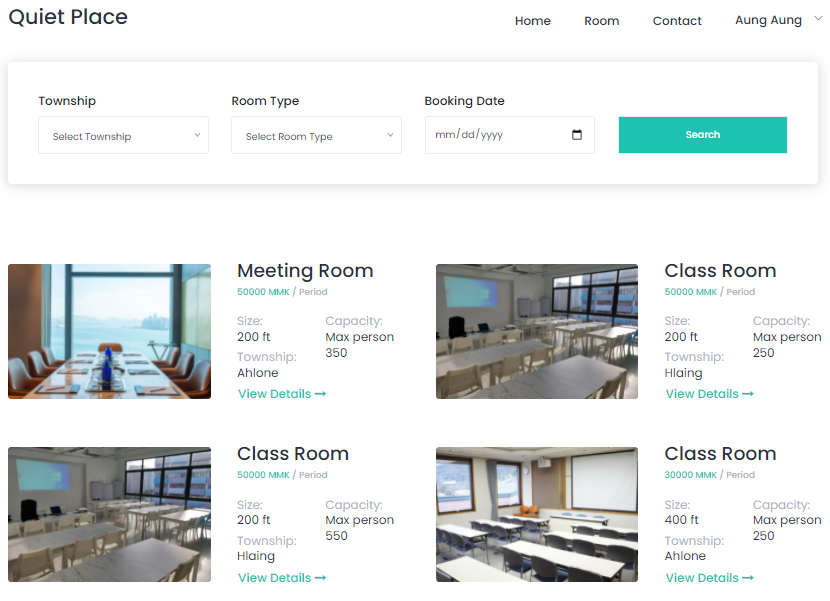 Quiet Place
Home Room Contact Aung Aung
Township Room Type Booking Date
Select Township Select Room Type mm/dd/yyyy Search
Meeting Room
50000 MMK / Period
Size: Capacity:
200 ft Max person
350
Township:
Ahlone
View Details
Class Room
50000 MMK / Period
Size: Capacity:
200 ft Max person
250
Township:
Hlaing
View Details
Class Room
50000 MMK / Period
Size: Capacity:
200 ft Max person
550
Township:
Hlaing
View Details
Class Room
30000 MMK / Period
Size: Capacity:
400 ft Max person
250
Township:
Ahlone
View Details